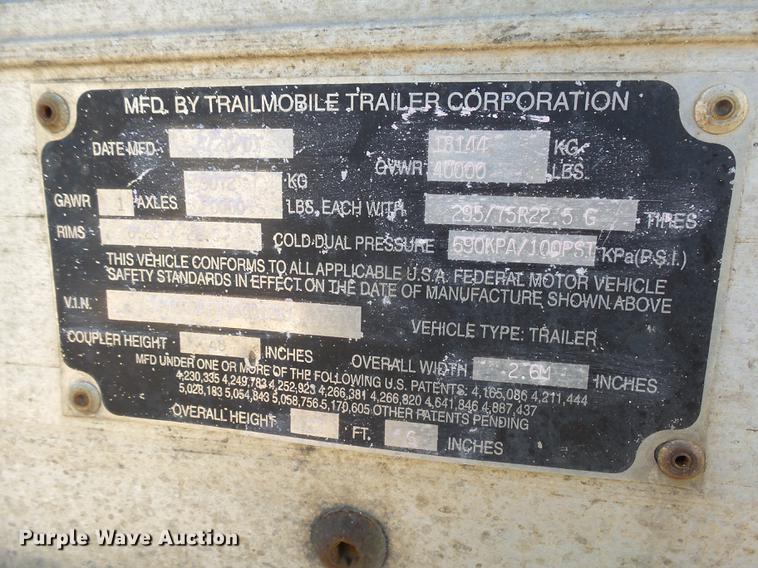 MFD. BY TRAILMOBILE TRAILER CORPORATION
DATE MFD. 18144 KG
GVWR 40000 LBS.
GAWR 1 AXLES KG
LBS. EACH WITH 295/75R22.5 G TIRES
RIMS COLD DUAL PRESSURE 690KPA/100PSI KPa(P.S.I.)
THIS VEHICLE CONFORMS TO ALL APPLICABLE U.S.A. FEDERAL MOTOR VEHICLE
SAFETY STANDARDS IN EFFECT ON THE DATE OF MANUFACTURE SHOWN ABOVE
V.I.N. VEHICLE TYPE: TRAILER
COUPLER HEIGHT 48 INCHES OVERALL WIDTH 2.6M INCHES
MFD UNDER ONE OR MORE OF THE FOLLOWING U.S. PATENTS: 4,165,086 4,211,444
4,230,335 4,249,783 4,252,923 4,266,381 4,266,820 4,641,846 4,887,437
5,028,183 5,054,843 5,058,756 5,170,605 OTHER PATENTS PENDING
OVERALL HEIGHT FT. 6 INCHES
Purple Wave Auction